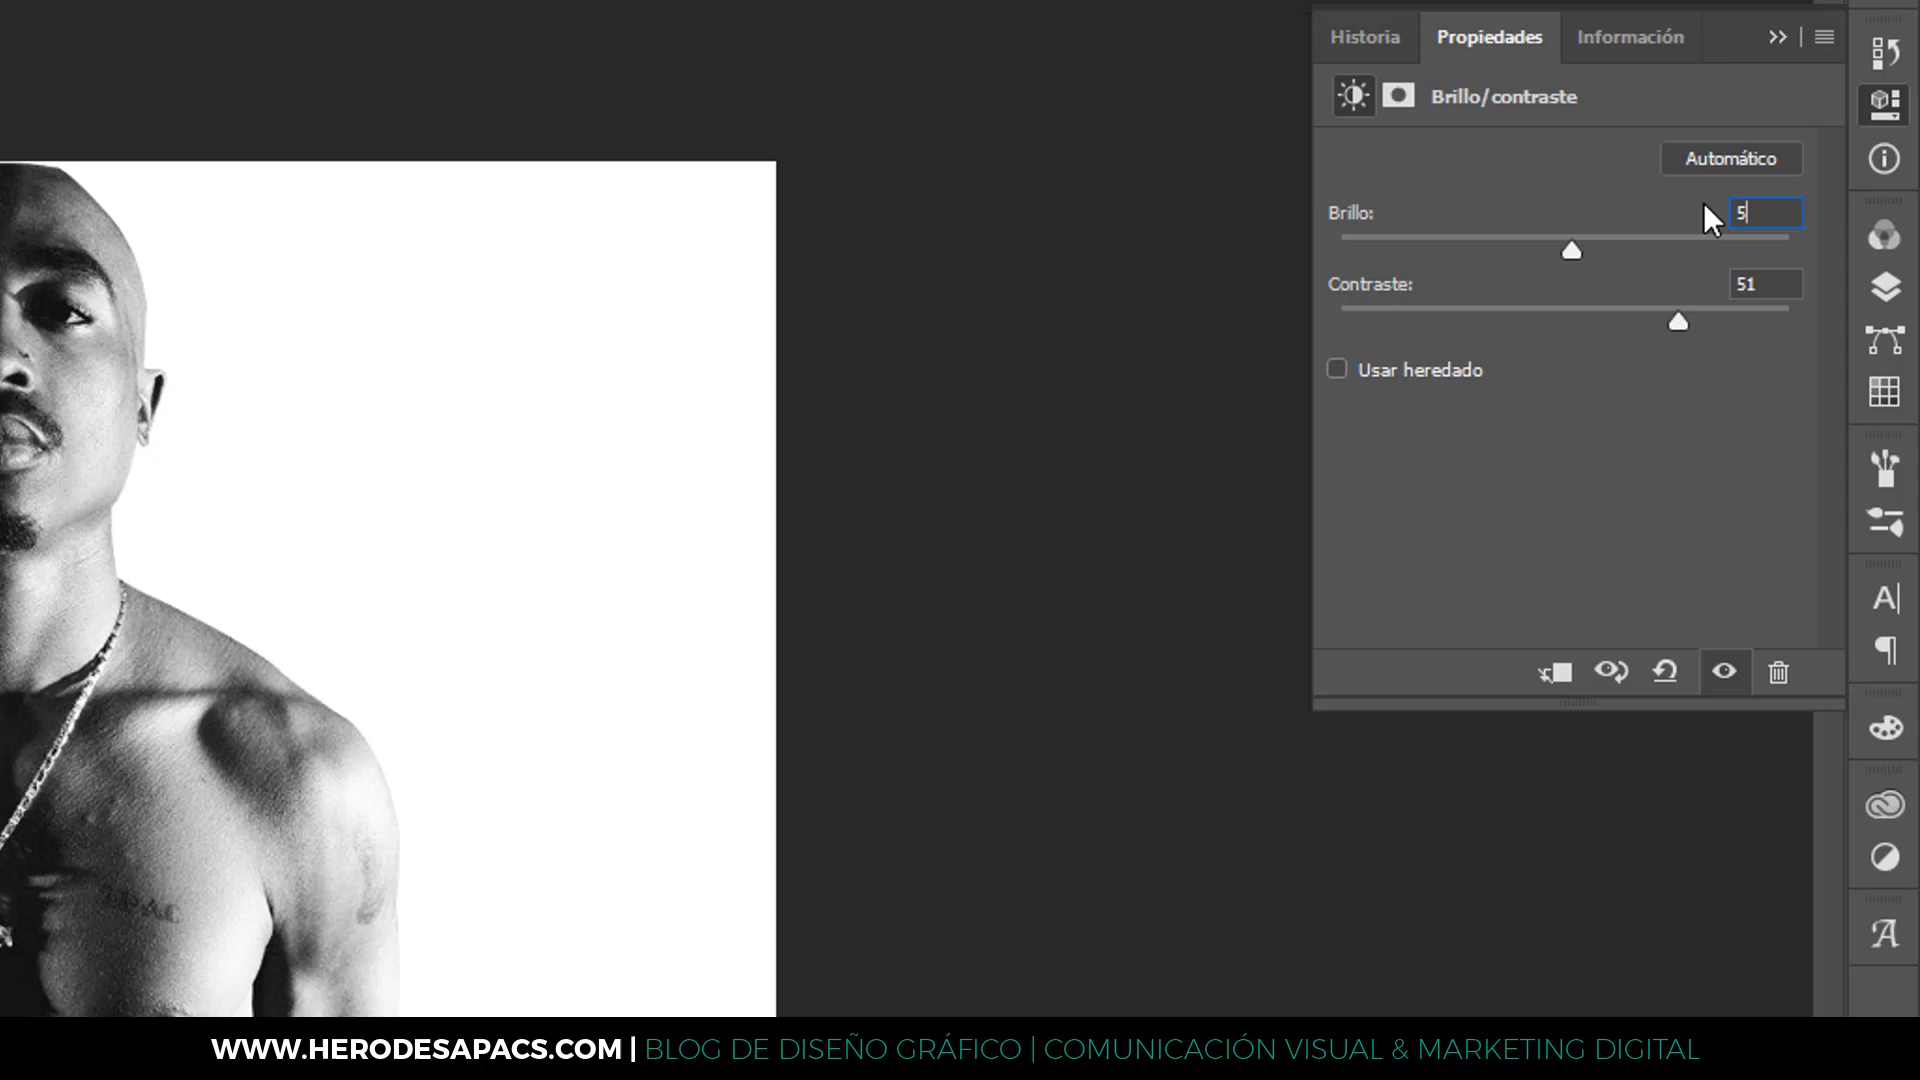 Historia Propiedades Información
Brillo/contraste
Automático
Brillo: 5
Contraste: 51
Usar heredado
WWW.HERODESAPACS.COM | BLOG DE DISEÑO GRÁFICO | COMUNICACIÓN VISUAL & MARKETING DIGITAL